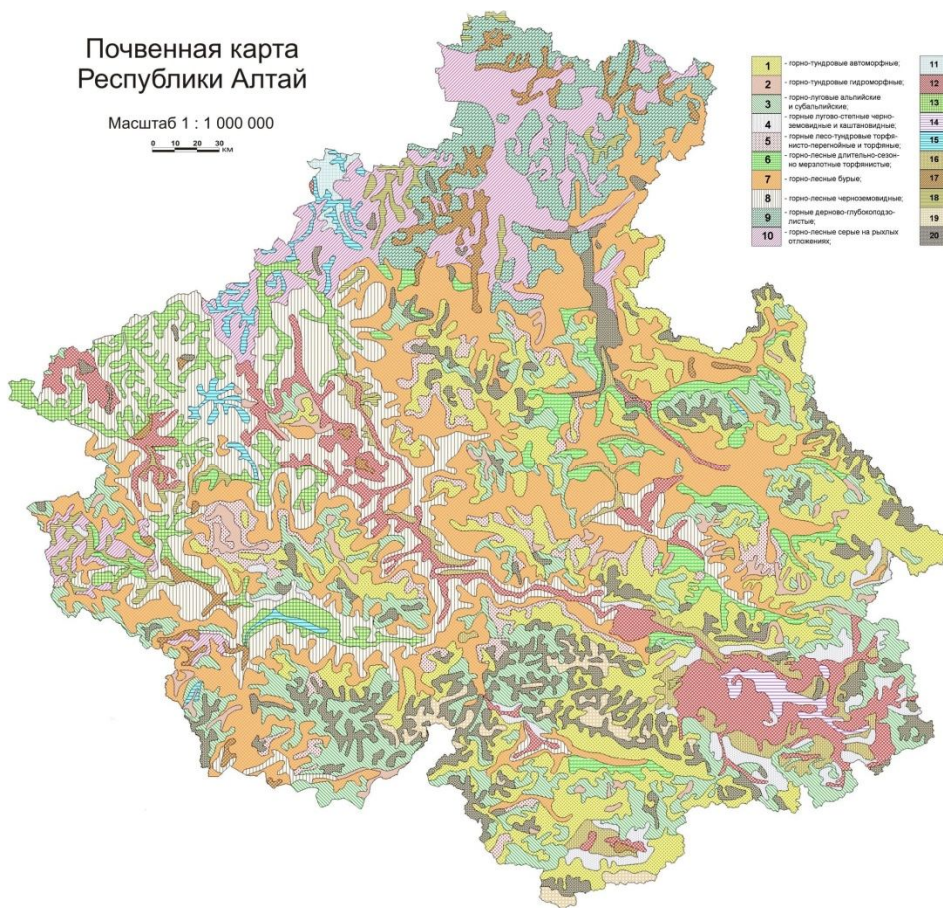 Почвенная карта
Республики Алтай
Масштаб 1 : 1 000 000
0 10 20 30
км
1 - горно-тундровые автоморфные;
2 - горно-тундровые гидроморфные;
3 - горно-луговые альпийские
и субальпийские;
4 - горные лугово-степные черно-
земовидные и каштановидные;
5 - горные лесо-тундровые торфя-
нисто-перегнойные и торфяные;
6 - горно-лесные длительно-сезон-
но мерзлотные торфянистые;
7 - горно-лесные бурые;
8 - горно-лесные черноземовидные;
9 - горные дерново-глубокоподзо-
листые;
10 - горно-лесные серые на рыхлых
отложениях;
11
12
13
14
15
16
17
18
19
20